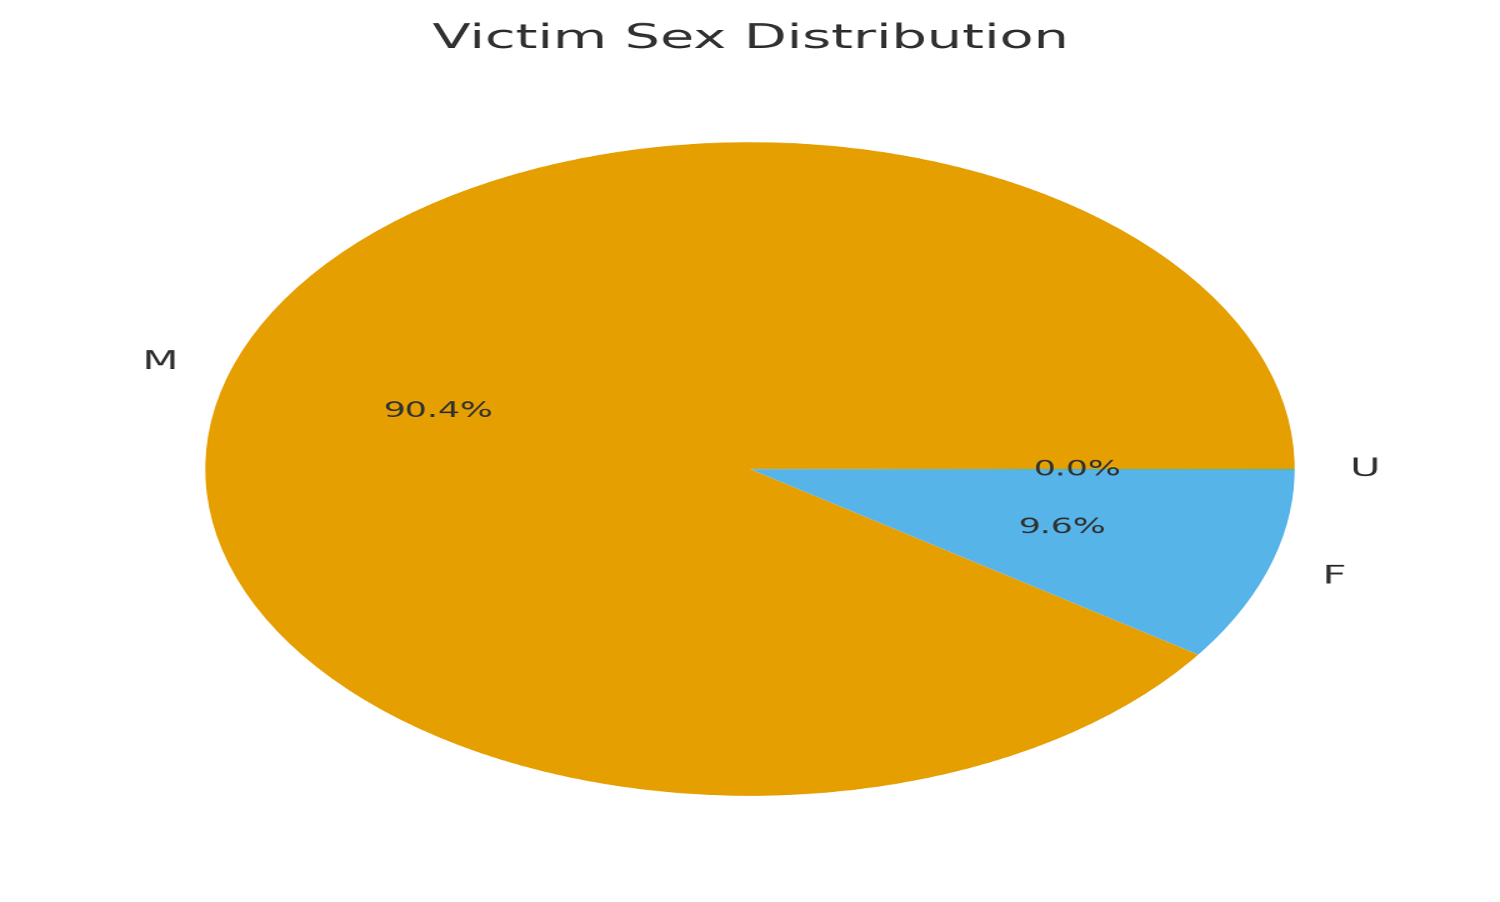 Victim Sex Distribution
M
90.4%
0.0%
U
9.6%
F